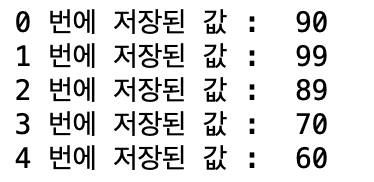 0 번에 저장된 값 :  90
1 번에 저장된 값 :  99
2 번에 저장된 값 :  89
3 번에 저장된 값 :  70
4 번에 저장된 값 :  60